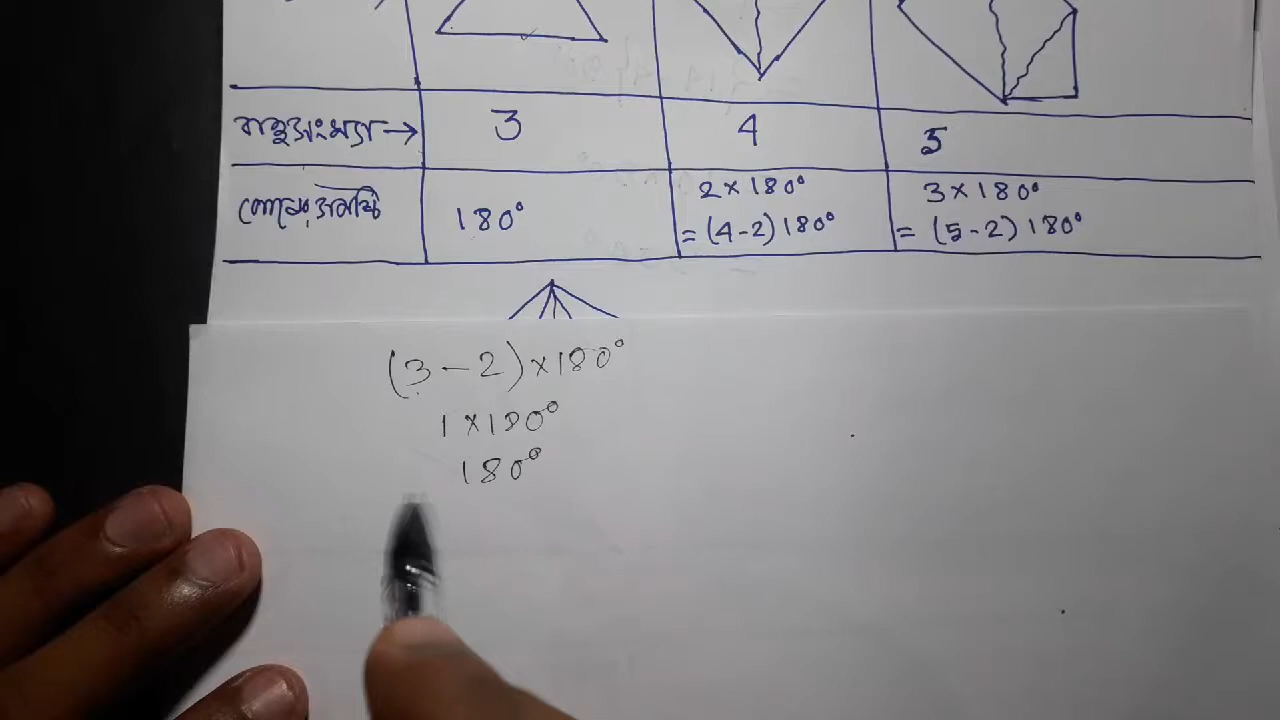 বাহুসংখ্যা → 3 4 5
কোণের সমষ্টি 180° 2 × 180° 3 × 180°
= (4-2) 180° = (5-2) 180°
(3-2) × 180°
1 × 180°
180°